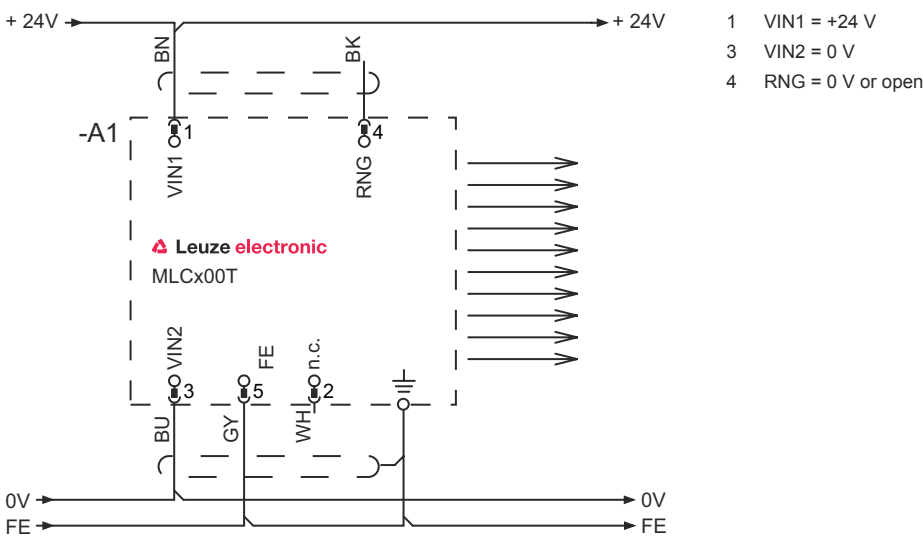 + 24V
+ 24V
1 VIN1 = +24 V
3 VIN2 = 0 V
4 RNG = 0 V or open
BN
BK
-A1
1
4
VIN1
RNG
Leuze electronic
MLCx00T
VIN2
FE
n.c.
3
5
2
BU
GY
WH
0V
0V
FE
FE